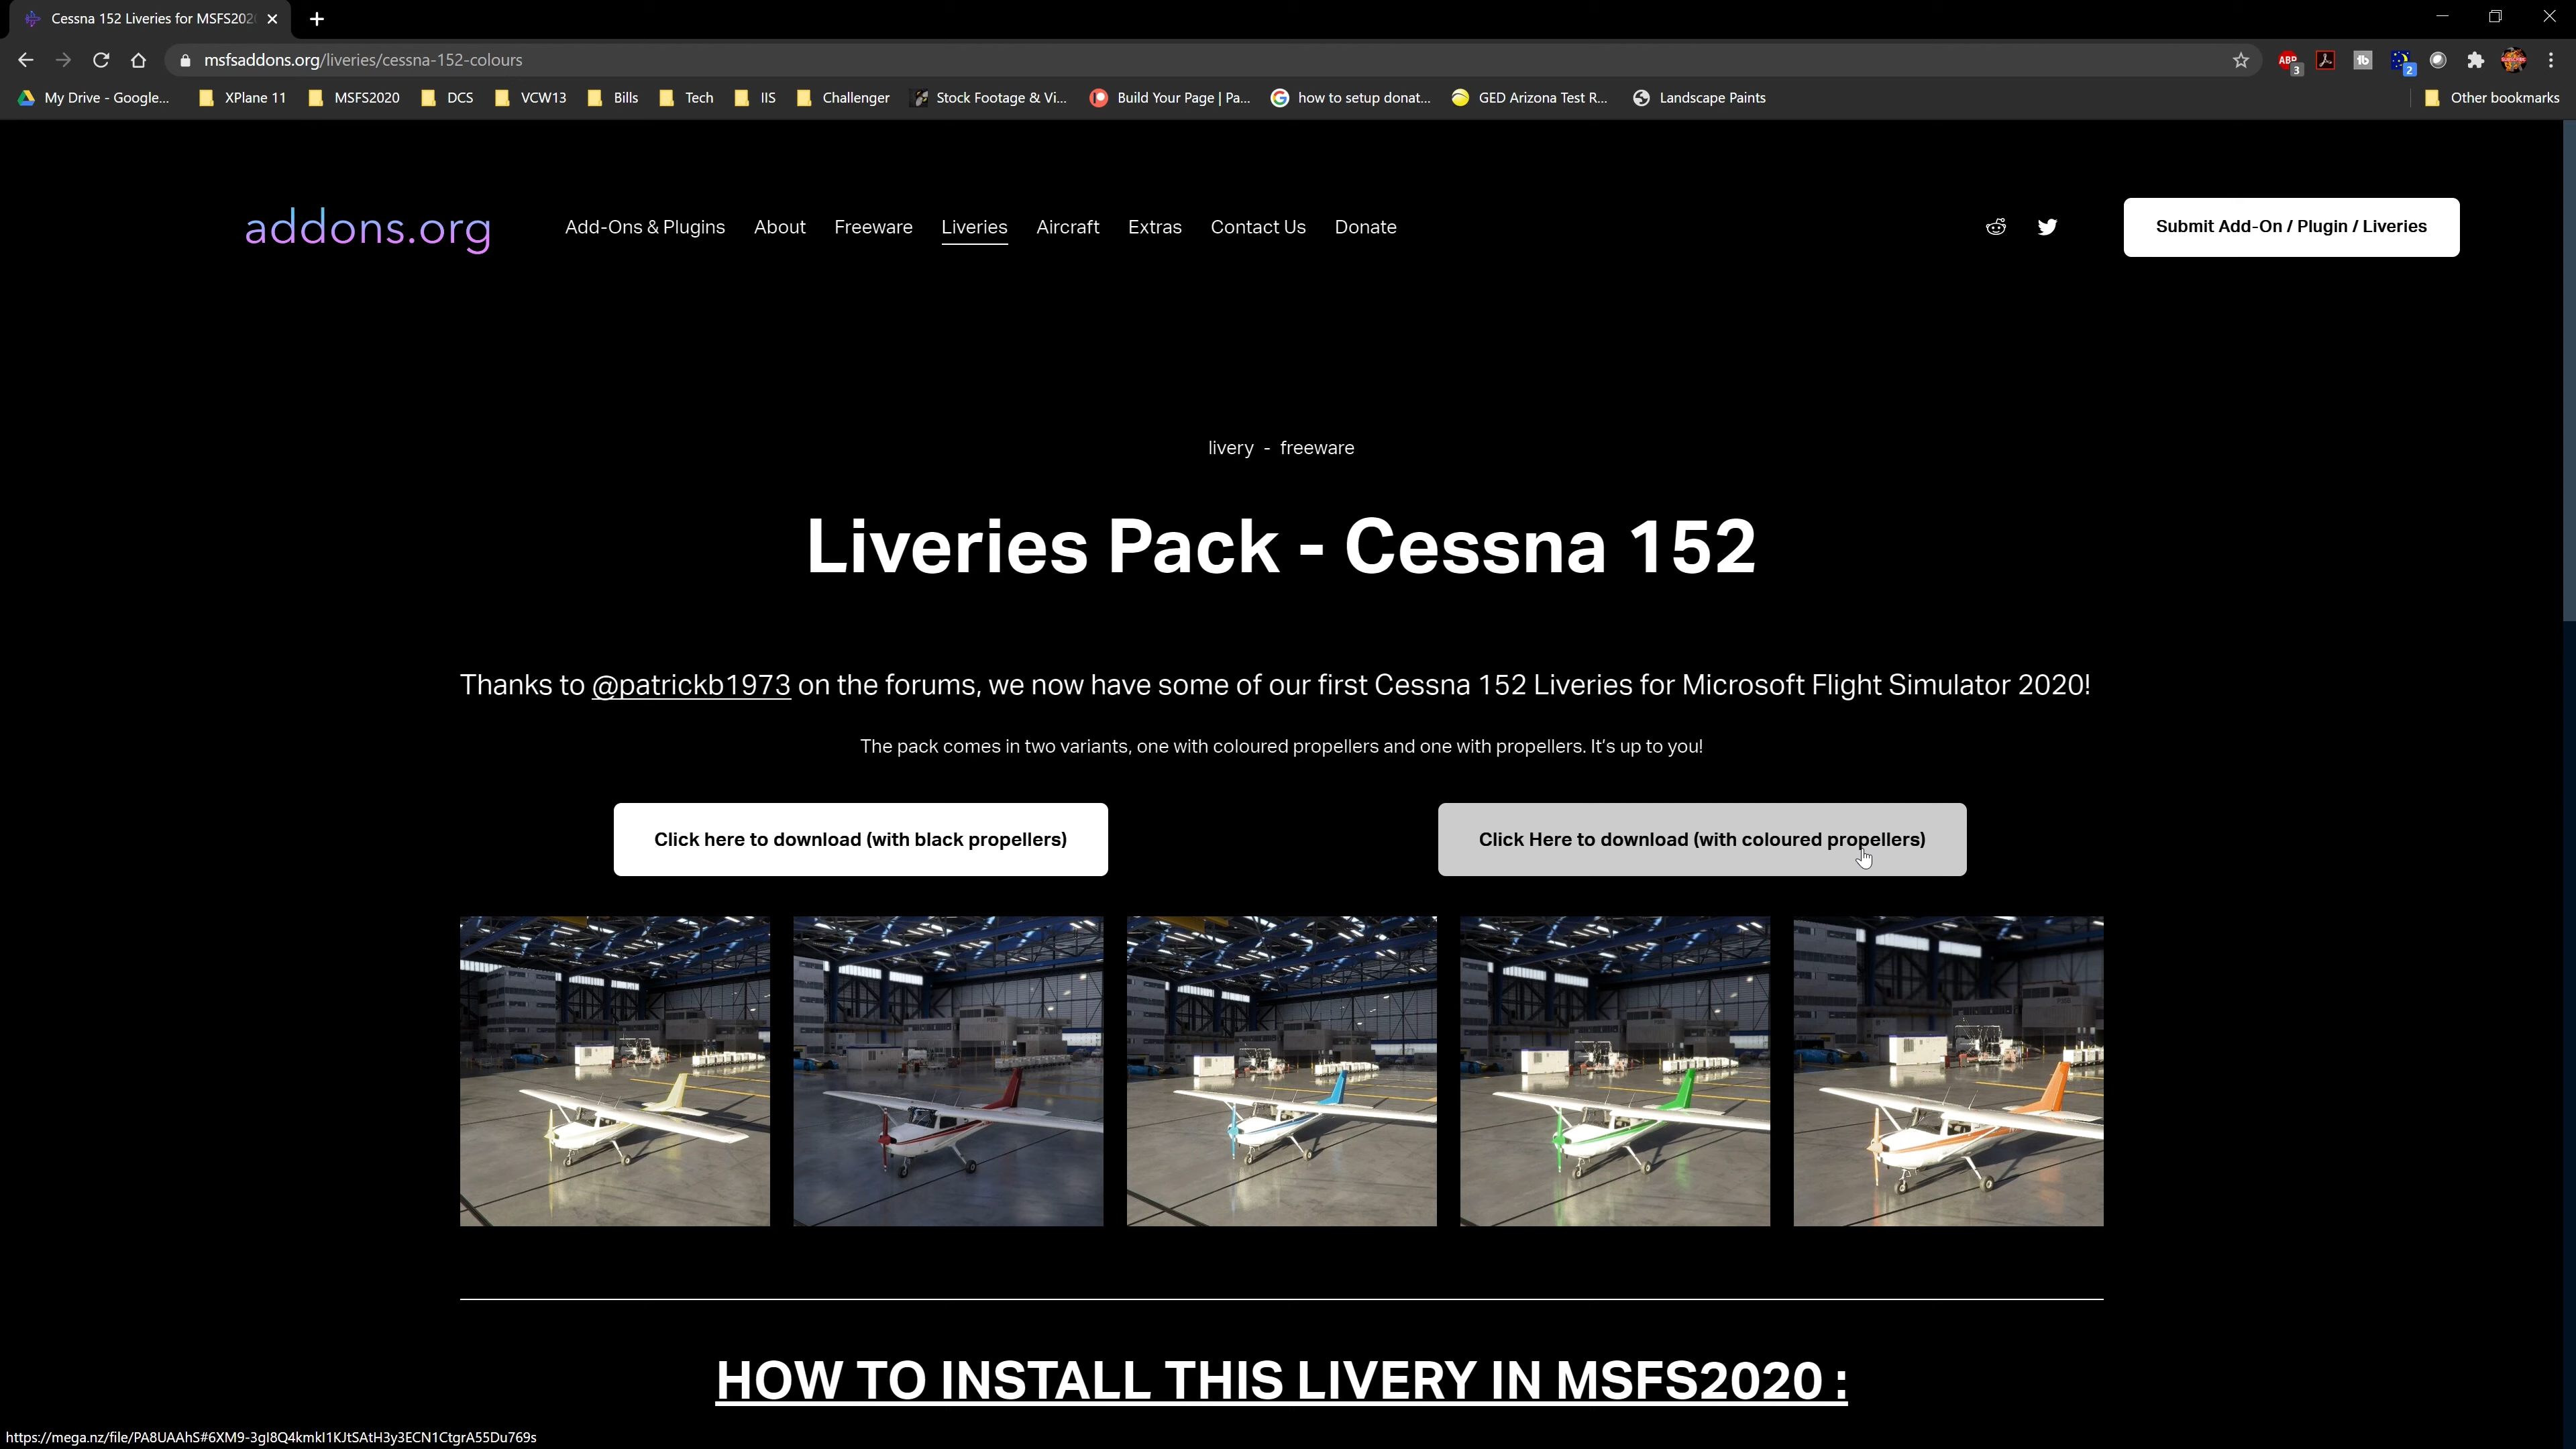 Cessna 152 Liveries for MSFS202
msfsaddons.org/liveries/cessna-152-colours
ABP 3
2
My Drive - Google... XPlane 11 MSFS2020 DCS VCW13 Bills Tech IIS Challenger Stock Footage & Vi... Build Your Page | Pa... how to setup donat... GED Arizona Test R... Landscape Paints Other bookmarks
addons.org Add-Ons & Plugins About Freeware Liveries Aircraft Extras Contact Us Donate Submit Add-On / Plugin / Liveries
livery - freeware
Liveries Pack - Cessna 152
Thanks to @patrickb1973 on the forums, we now have some of our first Cessna 152 Liveries for Microsoft Flight Simulator 2020!
The pack comes in two variants, one with coloured propellers and one with propellers. It's up to you!
Click here to download (with black propellers) Click Here to download (with coloured propellers)
HOW TO INSTALL THIS LIVERY IN MSFS2020 :
https://mega.nz/file/PA8UAAhS#6XM9-3gI8Q4kmkI1KJtSAtH3y3ECN1CtgrA55Du769s